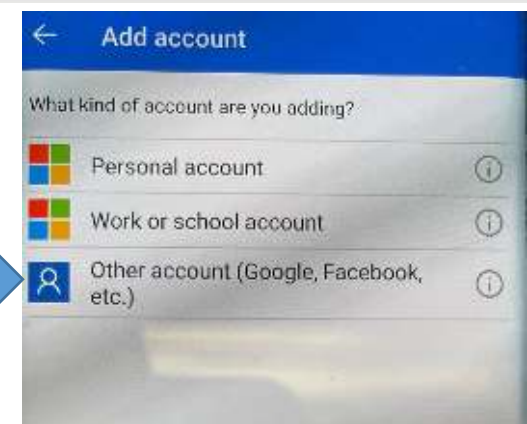 Add account
What kind of account are you adding?
Personal account
Work or school account
Other account (Google, Facebook,
etc.)